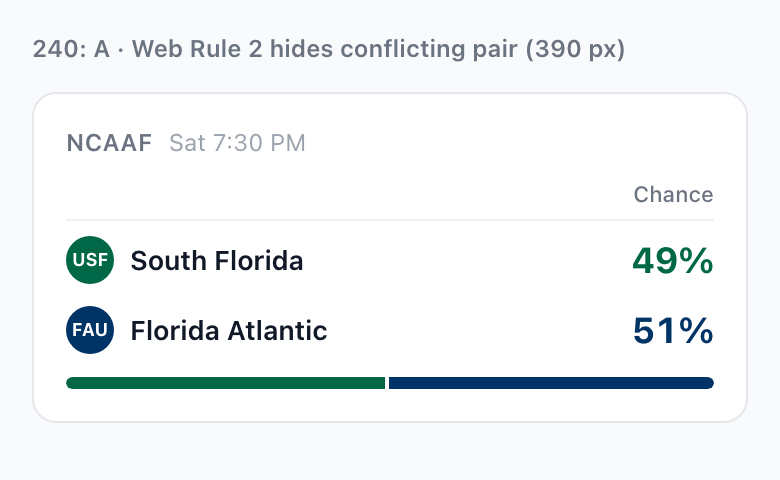 240: A · Web Rule 2 hides conflicting pair (390 px)
NCAAF Sat 7:30 PM
Chance
USF South Florida 49%
FAU Florida Atlantic 51%